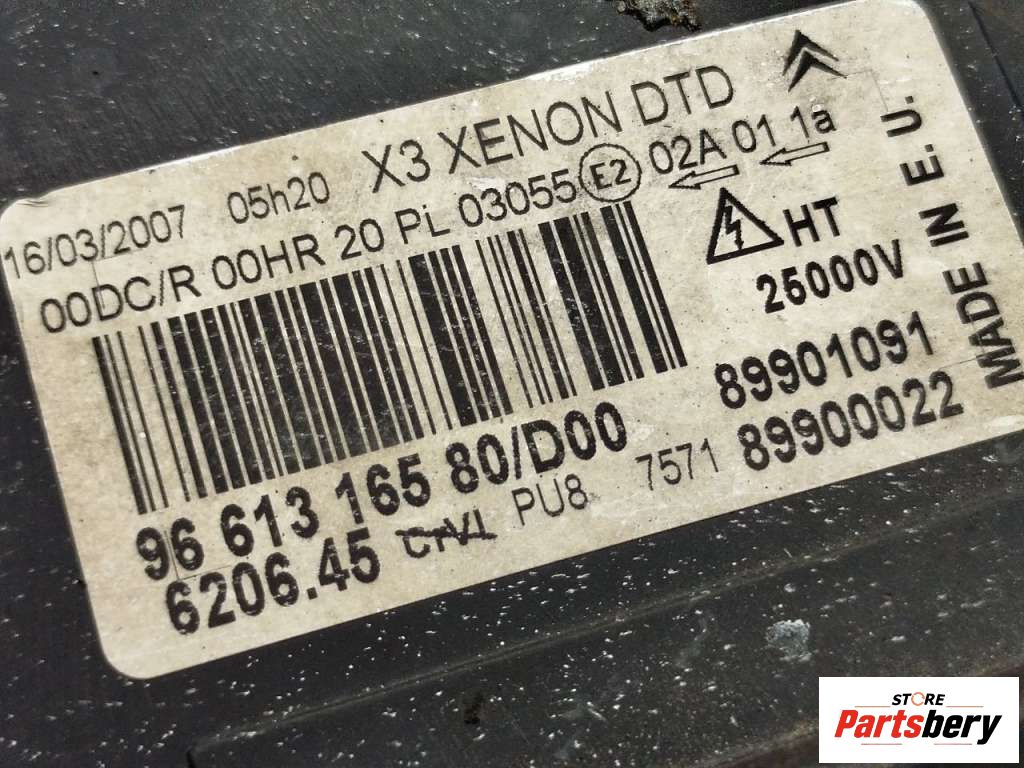 16/03/2007 05h20 X3 XENON DTD
00DC/R 00HR 20 PL 03055 E2 02A 01 1a
HT
25000V
MADE IN E.U.
89901091
96 613 165 80/D00
PU8 7571 89900022
6206.45
STORE
Partsbery